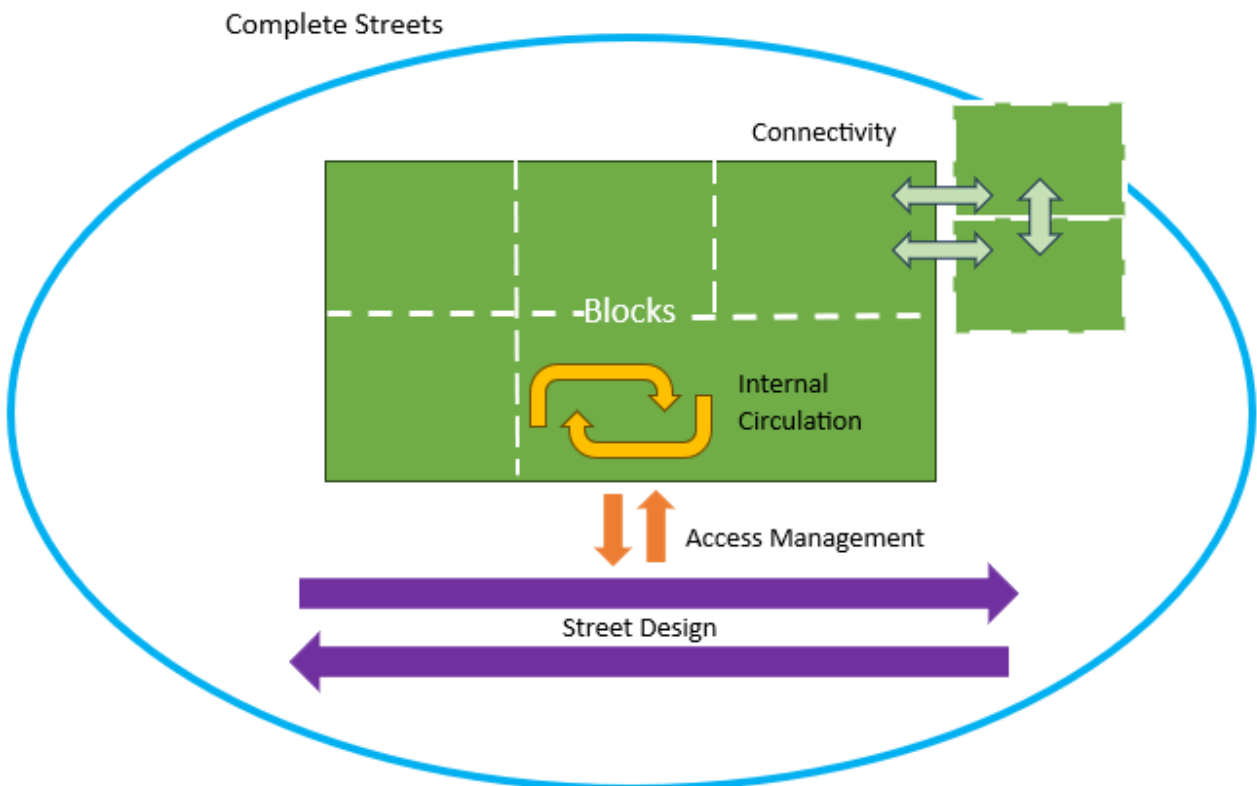 Complete Streets
Connectivity
Blocks
Internal
Circulation
Access Management
Street Design